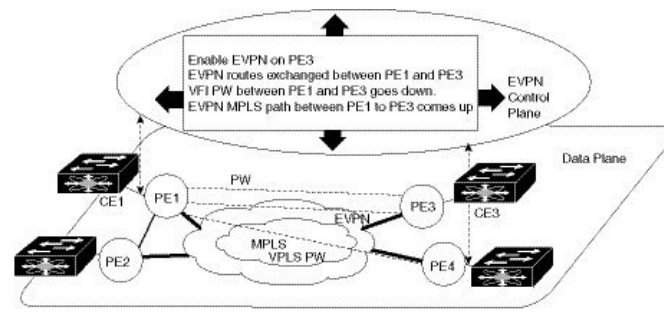 Enable EVPN on PE3
EVPN routes exchanged between PE1 and PE3
VFI PW between PE1 and PE3 goes down.
EVPN MPLS path between PE1 to PE3 comes up
EVPN
Control
Plane
Data Plane
CE1
PE1
PW
EVPN
PE3
CE3
MPLS
VPLS PW
PE2
PE4